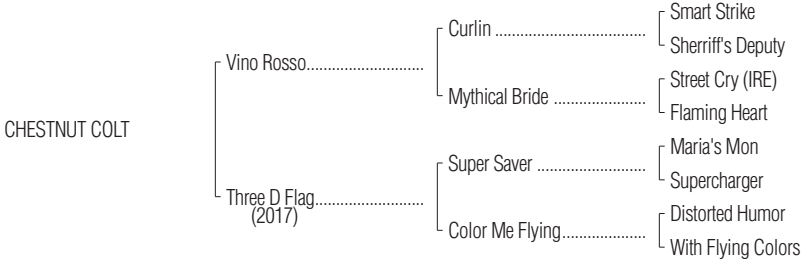 Smart Strike
Curlin ....................................
Sherriff's Deputy
Vino Rosso...........................
Street Cry (IRE)
Mythical Bride .....................
Flaming Heart
CHESTNUT COLT
Maria's Mon
Super Saver .........................
Supercharger
Three D Flag.........................
(2017)
Distorted Humor
Color Me Flying....................
With Flying Colors